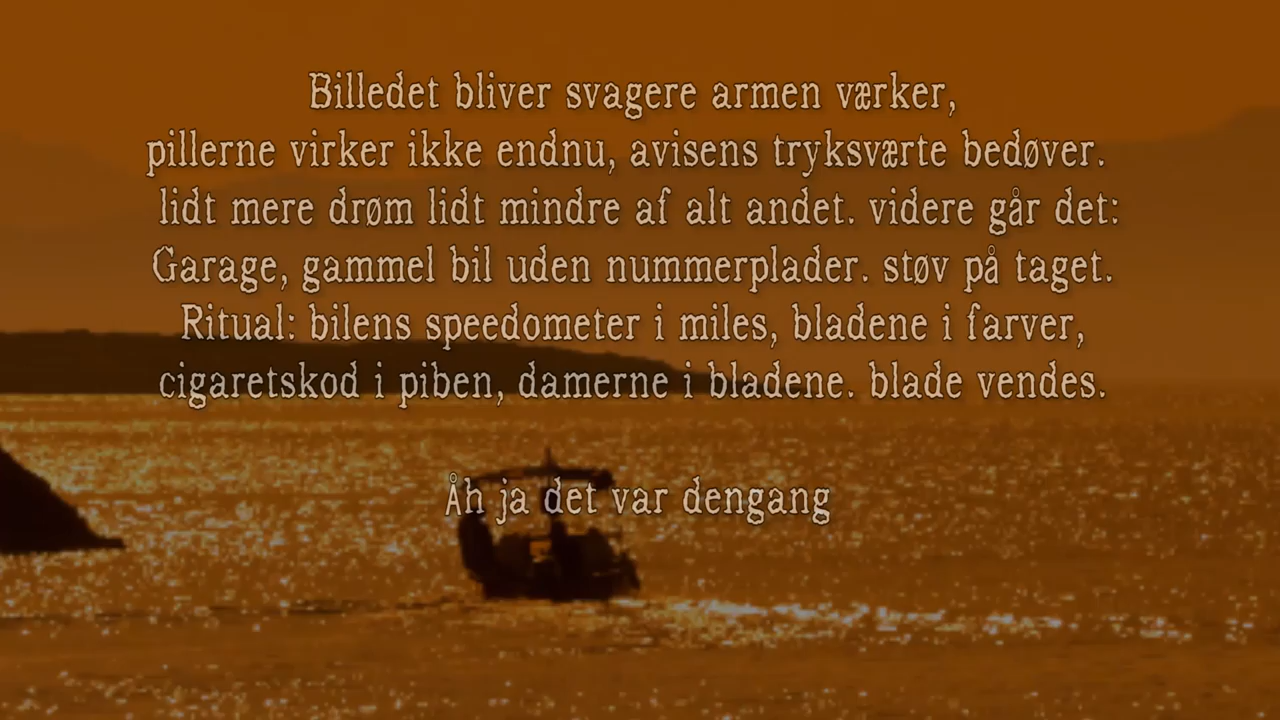 Billedet bliver svagere armen værker,
pillerne virker ikke endnu, avisens tryksværte bedøver.
lidt mere drøm lidt mindre af alt andet. videre går det:
Garage, gammel bil uden nummerplader. støv på taget.
Ritual: bilens speedometer i miles, bladene i farver,
cigaretskod i piben, damerne i bladene. blade vendes.
Åh ja det var dengang